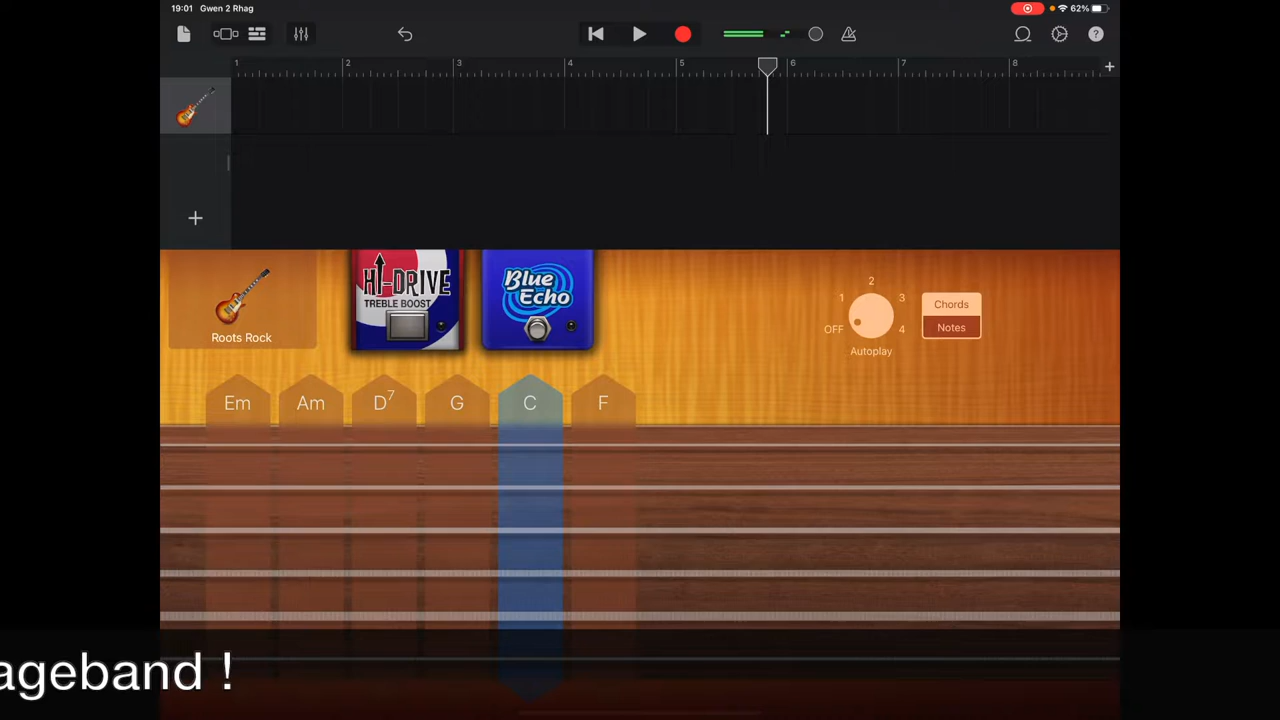 19:01 Gwen 2 Rhag
62%
1 2 3 4 5 6 7 8
HI-DRIVE
TREBLE BOOST
Blue Echo
Roots Rock
OFF 1 2 3 4
Autoplay
Chords
Notes
Em Am D7 G C F
ageband !